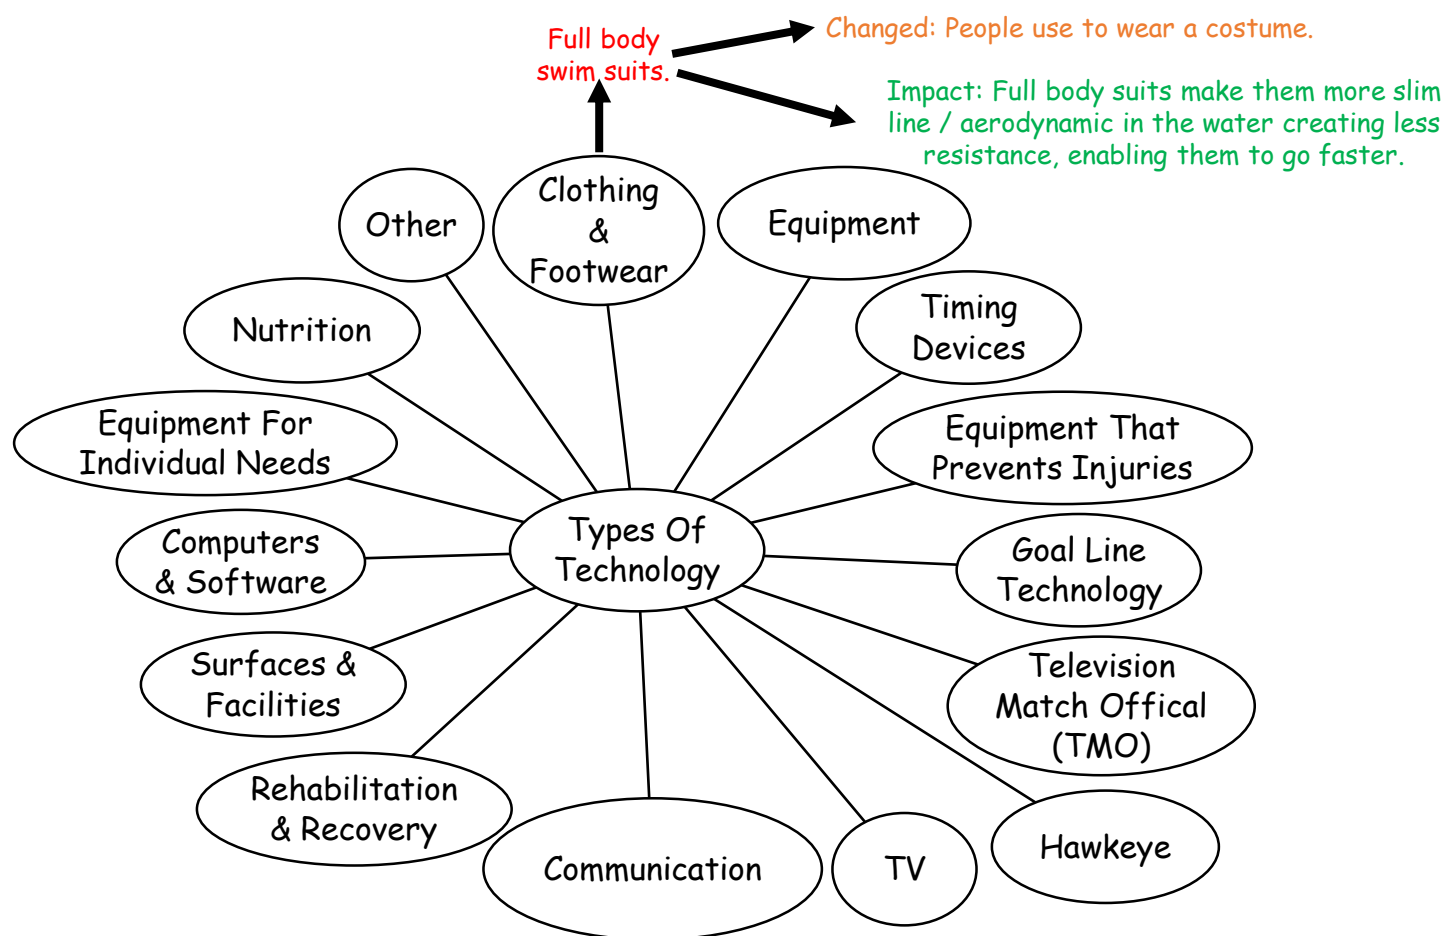 Full body
swim suits.
Changed: People use to wear a costume.
Impact: Full body suits make them more slim
line / aerodynamic in the water creating less
resistance, enabling them to go faster.
Other
Clothing
&
Footwear
Equipment
Nutrition
Timing
Devices
Equipment For
Individual Needs
Equipment That
Prevents Injuries
Types Of
Technology
Computers
& Software
Goal Line
Technology
Surfaces &
Facilities
Television
Match Offical
(TMO)
Rehabilitation
& Recovery
Communication
TV
Hawkeye